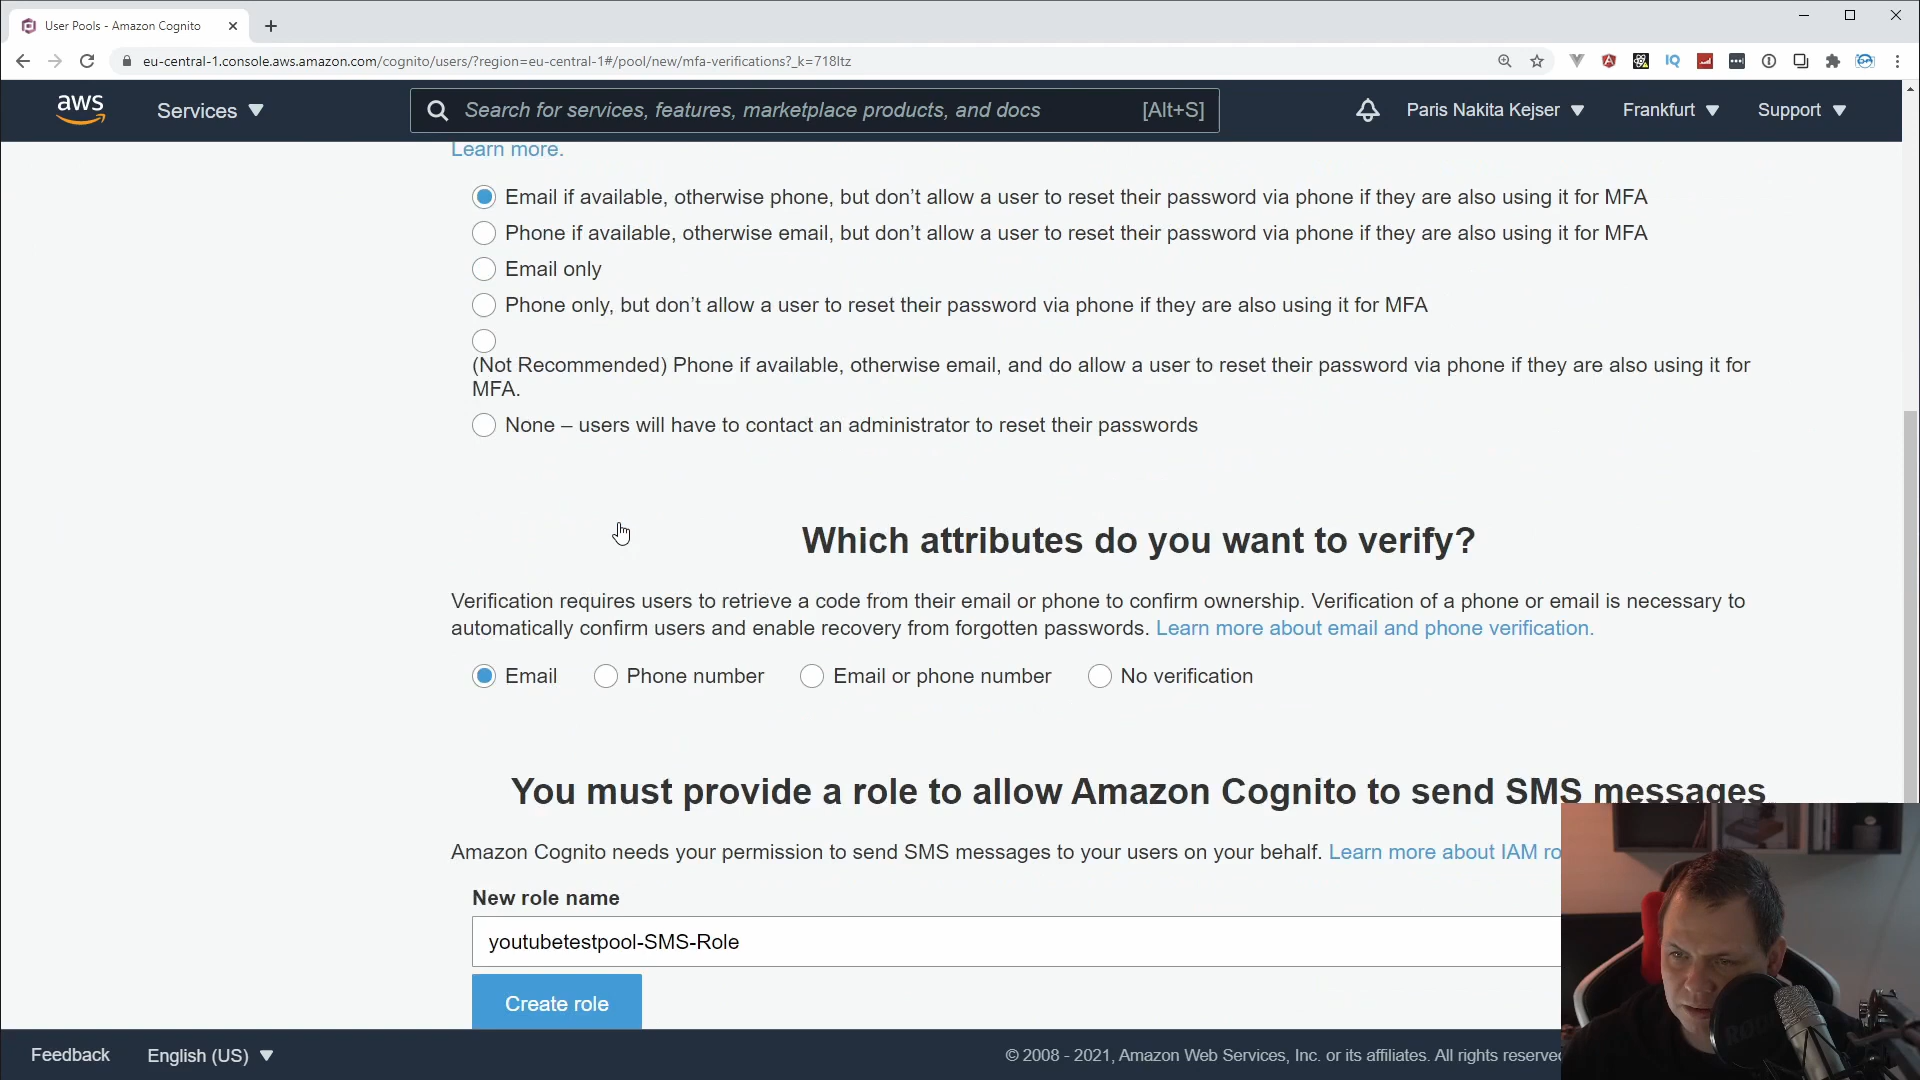 User Pools - Amazon Cognito
eu-central-1.console.aws.amazon.com/cognito/users/?region=eu-central-1#/pool/new/mfa-verifications?_k=718ltz
IQ
aws
Services
Search for services, features, marketplace products, and docs
[Alt+S]
Paris Nakita Kejser
Frankfurt
Support
Learn more.
Email if available, otherwise phone, but don’t allow a user to reset their password via phone if they are also using it for MFA
Phone if available, otherwise email, but don’t allow a user to reset their password via phone if they are also using it for MFA
Email only
Phone only, but don’t allow a user to reset their password via phone if they are also using it for MFA
(Not Recommended) Phone if available, otherwise email, and do allow a user to reset their password via phone if they are also using it for
MFA.
None – users will have to contact an administrator to reset their passwords
Which attributes do you want to verify?
Verification requires users to retrieve a code from their email or phone to confirm ownership. Verification of a phone or email is necessary to
automatically confirm users and enable recovery from forgotten passwords. Learn more about email and phone verification.
Email
Phone number
Email or phone number
No verification
You must provide a role to allow Amazon Cognito to send SMS messages
Amazon Cognito needs your permission to send SMS messages to your users on your behalf. Learn more about IAM ro
New role name
youtubetestpool-SMS-Role
Create role
Feedback
English (US)
© 2008 - 2021, Amazon Web Services, Inc. or its affiliates. All rights reserve